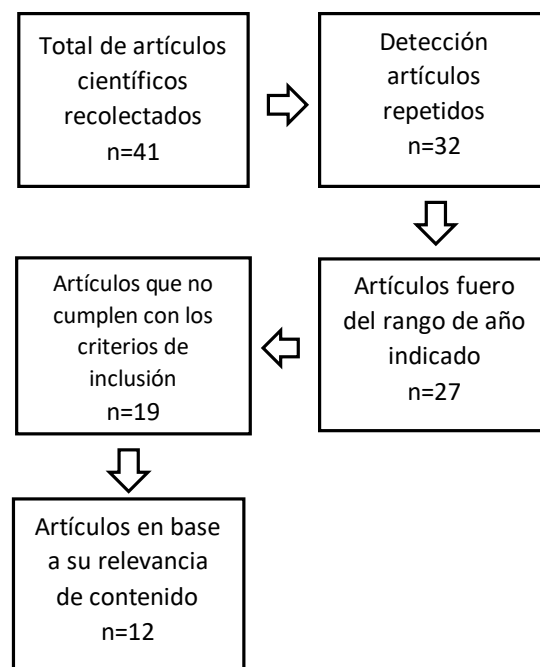 Total de artículos
científicos
recolectados
n=41
Detección
artículos
repetidos
n=32
Artículos fuero
del rango de año
indicado
n=27
Artículos que no
cumplen con los
criterios de
inclusión
n=19
Artículos en base
a su relevancia
de contenido
n=12